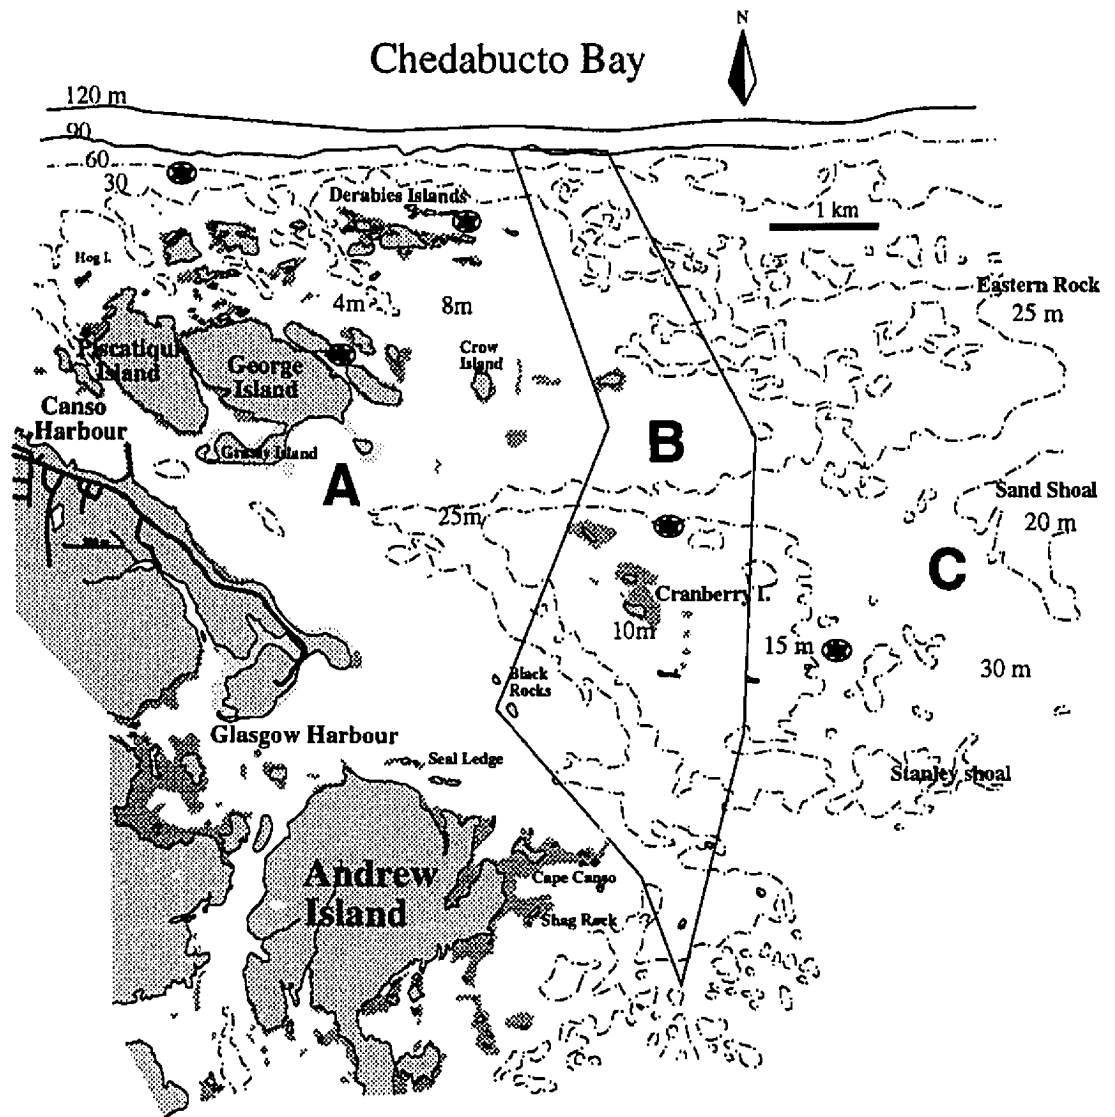 N
Chedabucto Bay
120 m
90
60
30
Derabies Islands
1 km
Hog I.
Eastern Rock
25 m
4m
8m
Piscatiqui
Island
George
Island
Crow
Island
Canso
Harbour
Grassy Island
B
A
Sand Shoal
20 m
25m
C
Cranberry I.
10m
15 m
30 m
Black
Rocks
Glasgow Harbour
Seal Ledge
Stanley shoal
Andrew
Island
Cape Canso
Shag Rock